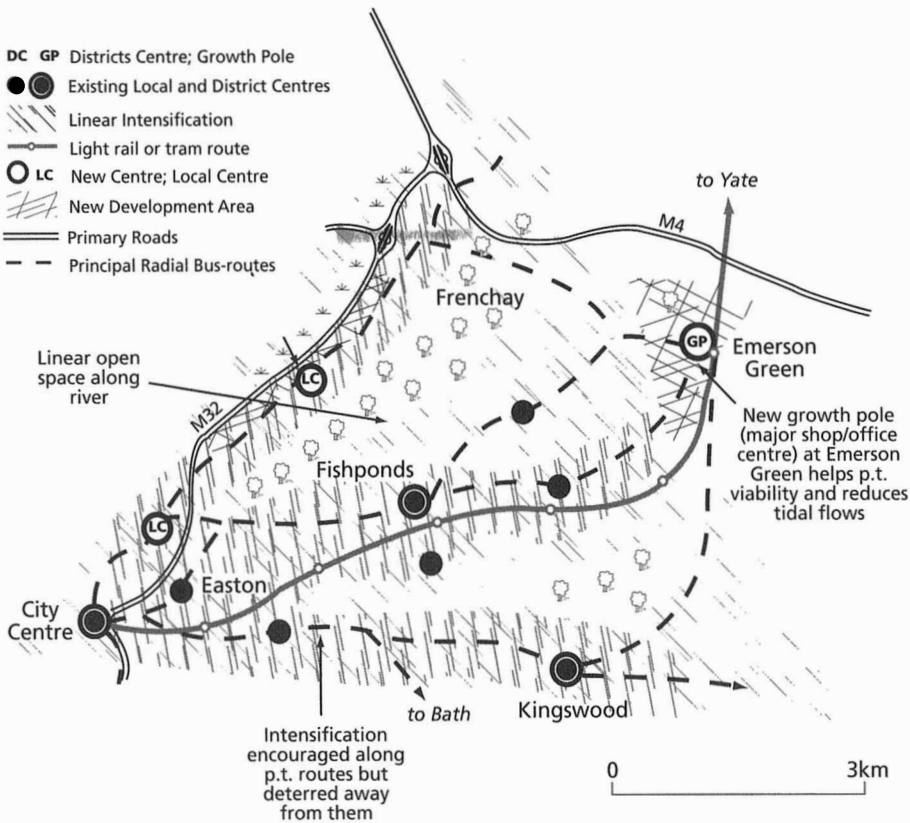 DC GP Districts Centre; Growth Pole
Existing Local and District Centres
Linear Intensification
Light rail or tram route
LC New Centre; Local Centre
New Development Area
Primary Roads
Principal Radial Bus-routes
to Yate
M4
Frenchay
GP
Emerson
Green
Linear open
space along
river
LC
M32
New growth pole
(major shop/office
centre) at Emerson
Green helps p.t.
viability and reduces
tidal flows
Fishponds
LC
Easton
City
Centre
to Bath
Kingswood
Intensification
encouraged along
p.t. routes but
deterred away
from them
0 3km